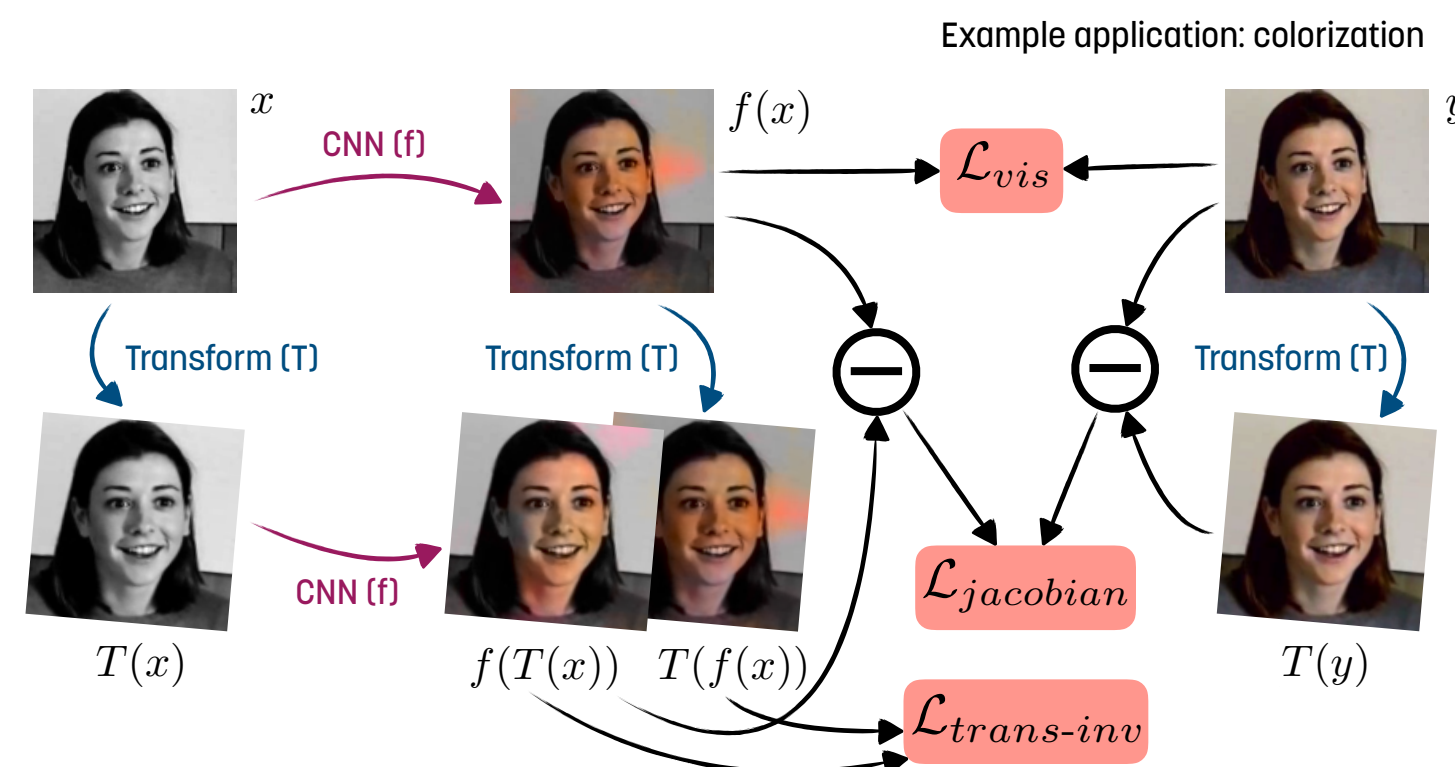 Example application: colorization
x
CNN (f)
f(x)
ℒ_vis
y
Transform (T)
Transform (T)
Transform (T)
CNN (f)
ℒ_jacobian
T(x)
f(T(x))
T(f(x))
T(y)
ℒ_trans-inv